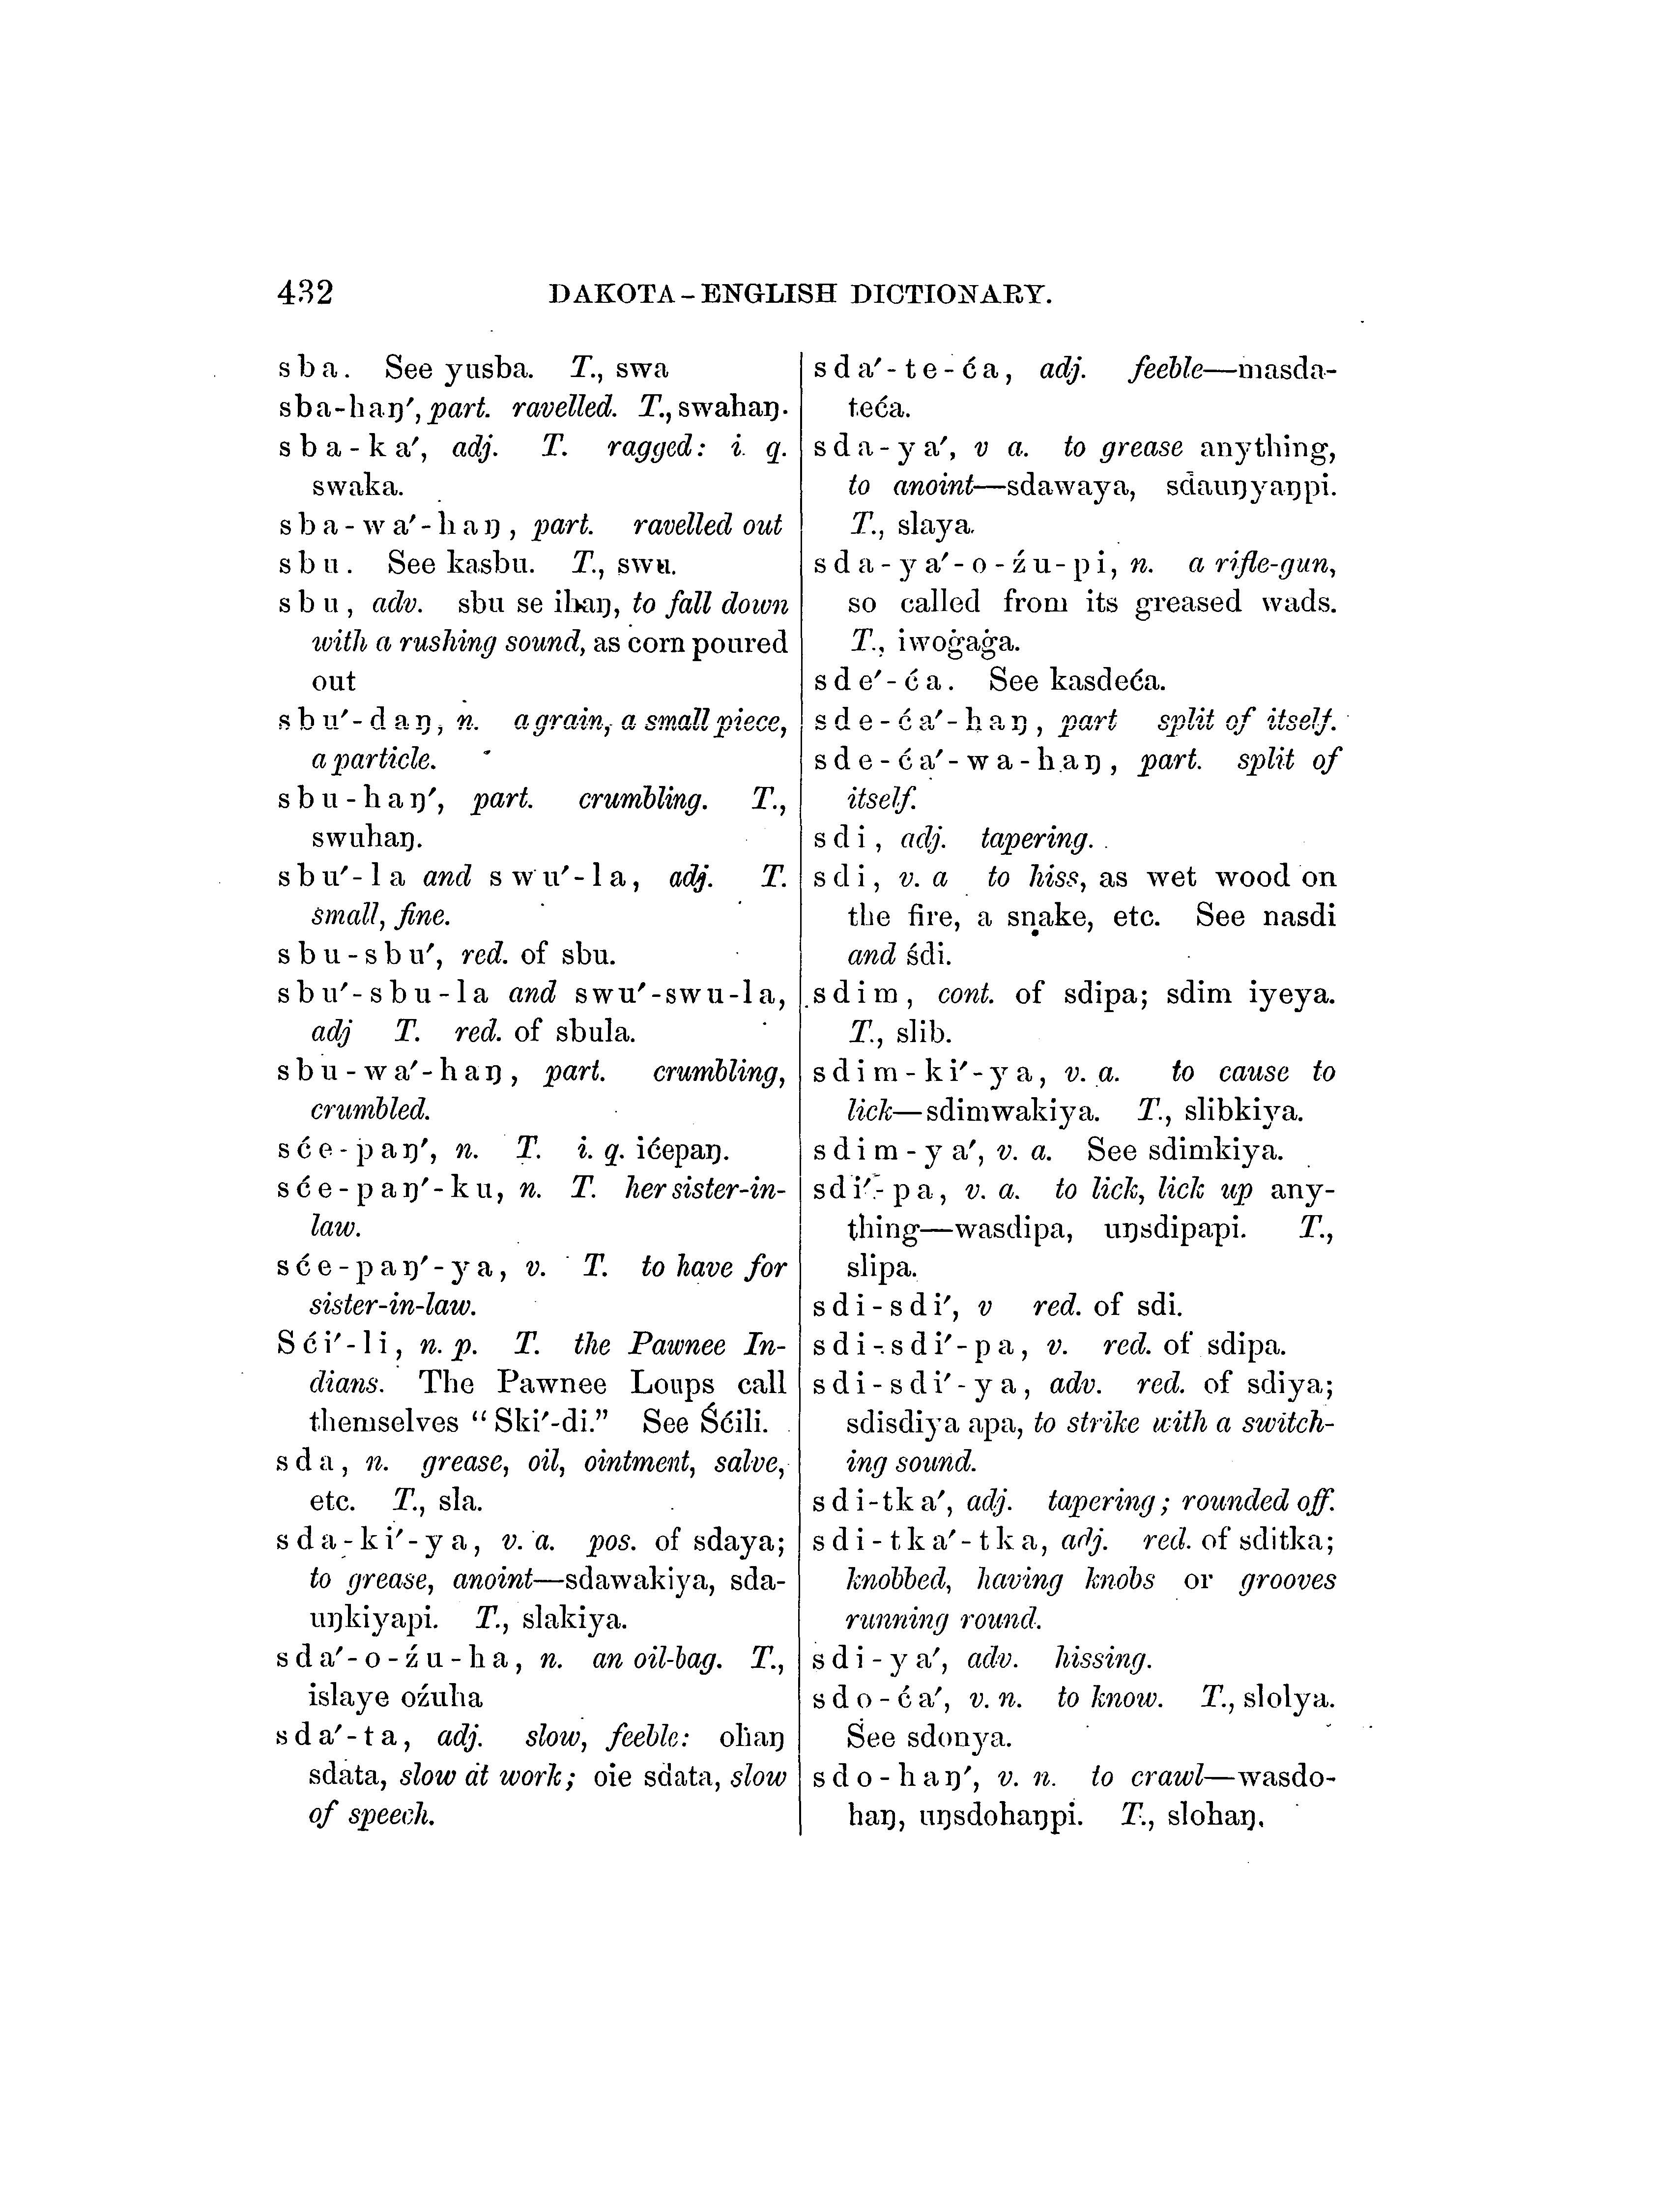 432 DAKOTA-ENGLISH DICTIONARY.
sba. See yusba. T., swa
sba-haŋ′, part. ravelled. T., swahaŋ.
sba-ka′, adj. T. ragged: i. q.
swaka.
sba-wa′-haŋ, part. ravelled out
sbu. See kasbu. T., swu.
sbu, adv. sbu se ihaŋ, to fall down
with a rushing sound, as corn poured
out
sbu′-daŋ, n. a grain, a small piece,
a particle.
sbu-haŋ′, part. crumbling. T.,
swuhaŋ.
sbu′-la and swu′-la, adj. T.
small, fine.
sbu-sbu′, red. of sbu.
sbu′-sbu-la and swu′-swu-la,
adj T. red. of sbula.
sbu-wa′-haŋ, part. crumbling,
crumbled.
sće-paŋ′, n. T. i. q. ićepaŋ.
sće-paŋ′-ku, n. T. her sister-in-
law.
sće-paŋ′-ya, v. T. to have for
sister-in-law.
Sći′-li, n. p. T. the Pawnee In-
dians. The Pawnee Loups call
themselves “Ski′-di.” See Śćili.
sda, n. grease, oil, ointment, salve,
etc. T., sla.
sda-ki′-ya, v. a. pos. of sdaya;
to grease, anoint—sdawakiya, sda-
uŋkiyapi. T., slakiya.
sda′-o-źu-ha, n. an oil-bag. T.,
islaye oźuha
sda′-ta, adj. slow, feeble: ohaŋ
sdata, slow at work; oie sdata, slow
of speech.
sda′-te-ća, adj. feeble—masda-
teća.
sda-ya′, v a. to grease anything,
to anoint—sdawaya, sdauŋyaŋpi.
T., slaya.
sda-ya′-o-źu-pi, n. a rifle-gun,
so called from its greased wads.
T., iwoġaġa.
sde′-ća. See kasdeća.
sde-ća′-haŋ, part split of itself.
sde-ća′-wa-haŋ, part. split of
itself.
sdi, adj. tapering.
sdi, v. a to hiss, as wet wood on
the fire, a snake, etc. See nasdi
and śdi.
sdim, cont. of sdipa; sdim iyeya.
T., slib.
sdim-ki′-ya, v. a. to cause to
lick—sdimwakiya. T., slibkiya.
sdim-ya′, v. a. See sdimkiya.
sdi′-pa, v. a. to lick, lick up any-
thing—wasdipa, uŋsdipapi. T.,
slipa.
sdi-sdi′, v red. of sdi.
sdi-sdi′-pa, v. red. of sdipa.
sdi-sdi′-ya, adv. red. of sdiya;
sdisdiya apa, to strike with a switch-
ing sound.
sdi-tka′, adj. tapering; rounded off.
sdi-tka′-tka, adj. red. of sditka;
knobbed, having knobs or grooves
running round.
sdi-ya′, adv. hissing.
sdo-ća′, v. n. to know. T., slolya.
See sdonya.
sdo-haŋ′, v. n. to crawl—wasdo-
haŋ, uŋsdohaŋpi. T., slohaŋ.